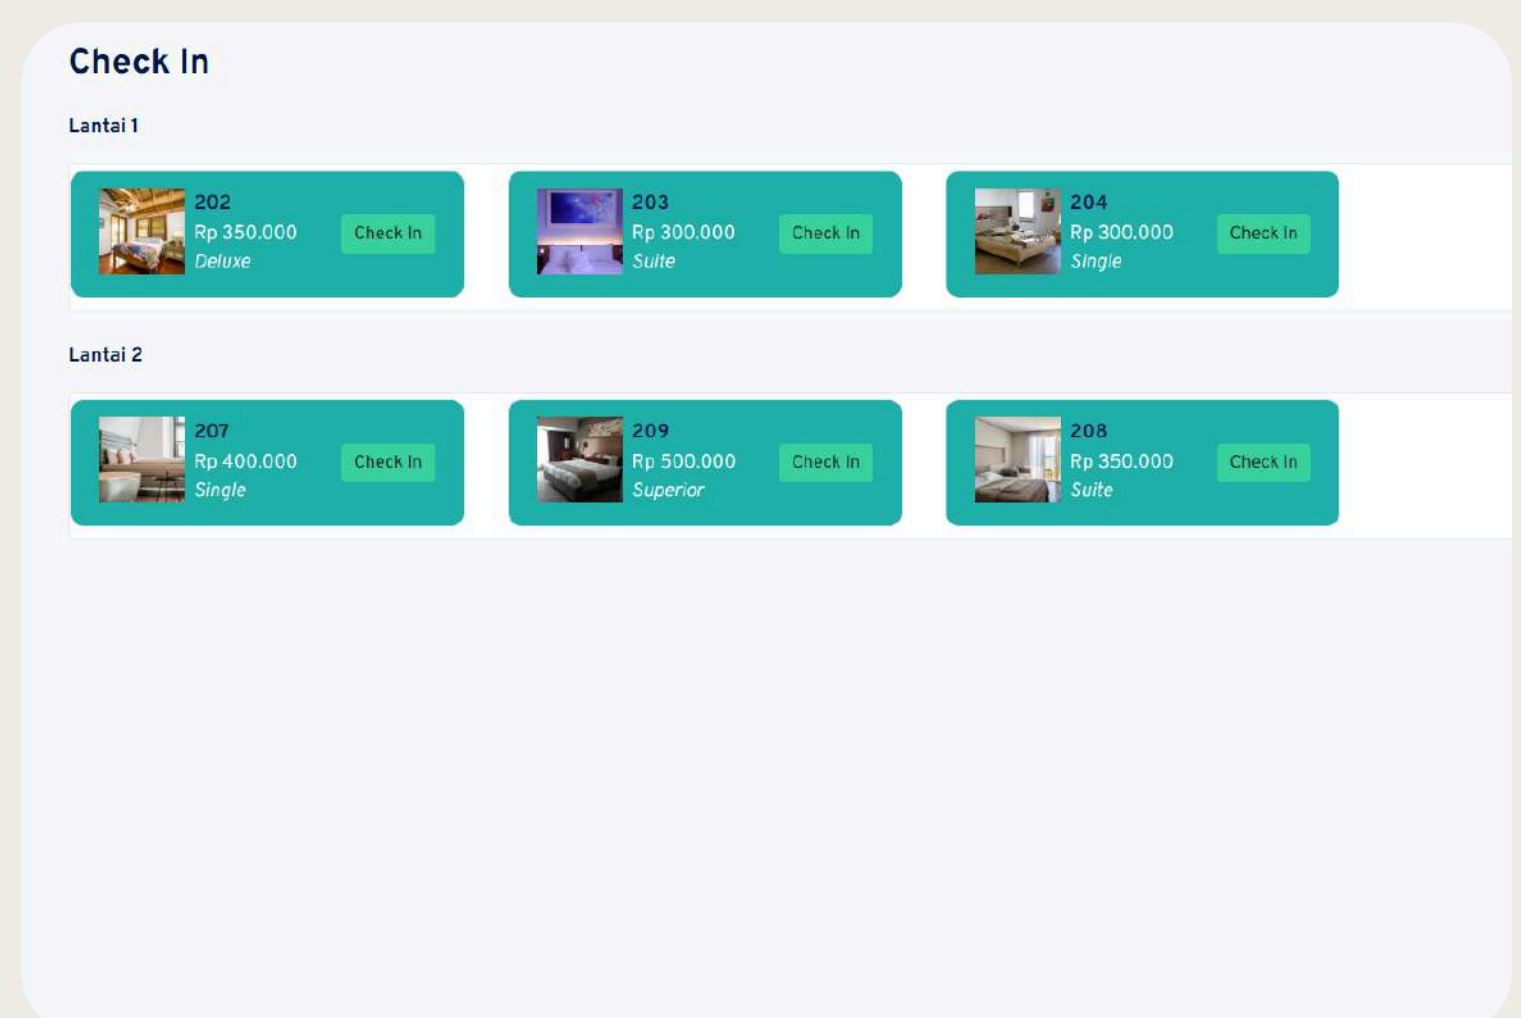 Check In
Lantai 1
202
Rp 350.000
Deluxe
Check In
203
Rp 300.000
Suite
Check In
204
Rp 300.000
Single
Check In
Lantai 2
207
Rp 400.000
Single
Check In
209
Rp 500.000
Superior
Check In
208
Rp 350.000
Suite
Check In